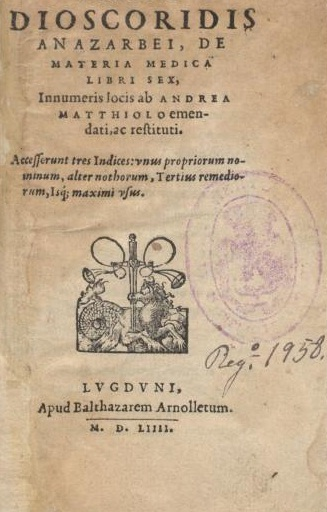 DIOSCORIDIS
ANAZARBEI, DE
MATERIA MEDICA
LIBRI SEX,
Innumeris locis ab ANDREA
MATTHIOLO emen-
dati, ac reſtituti.
Acceſſerunt tres Indices: vnus propriorum no-
minum, alter nothorum, Tertius remedio-
rum, Iſq; maximi vſus.
Reg.º 1958.
LVGDVNI,
Apud Balthazarem Arnolletum.
M. D. LIIII.